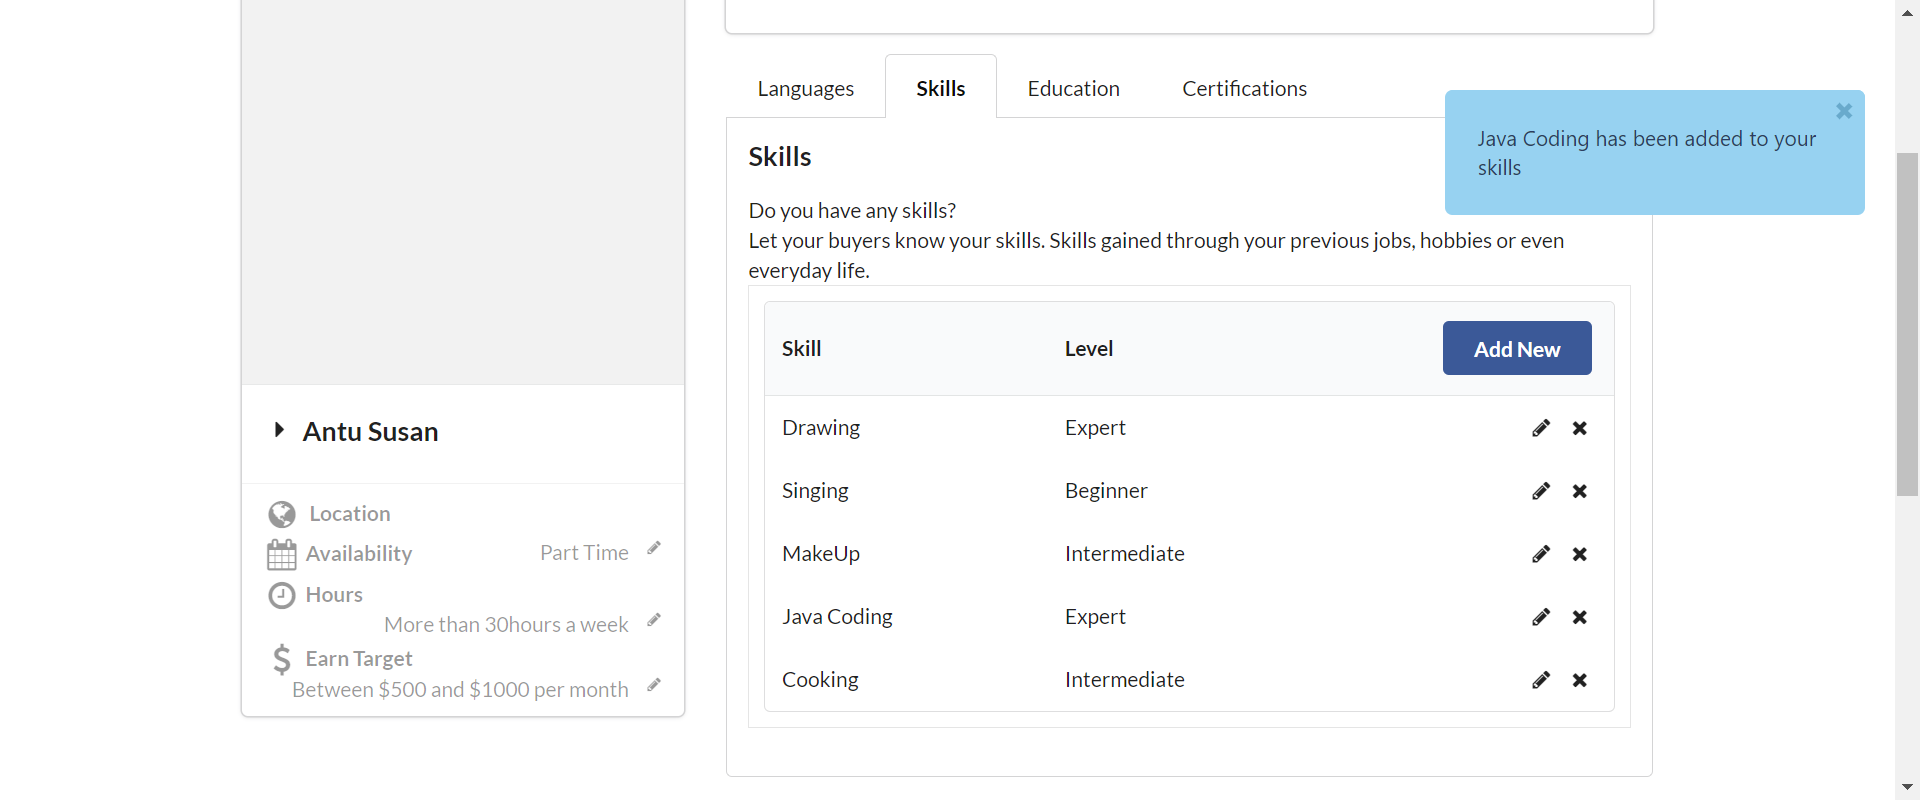 Languages
Skills
Education
Certifications
Java Coding has been added to your
skills
Skills
Do you have any skills?
Let your buyers know your skills. Skills gained through your previous jobs, hobbies or even
everyday life.
Skill Level Add New
Drawing Expert
Singing Beginner
MakeUp Intermediate
Java Coding Expert
Cooking Intermediate
Antu Susan
Location
Availability Part Time
Hours
More than 30hours a week
Earn Target
Between $500 and $1000 per month